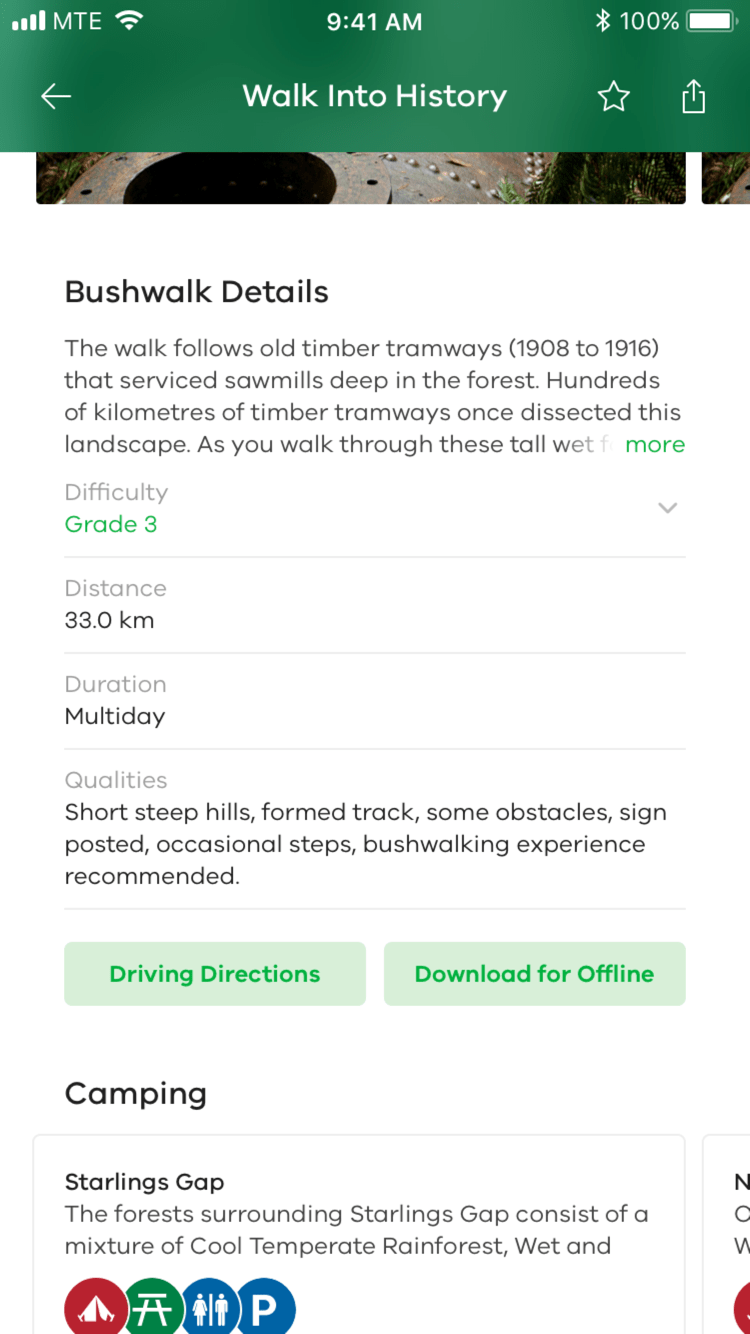 MTE 9:41 AM 100%
Walk Into History
Bushwalk Details
The walk follows old timber tramways (1908 to 1916)
that serviced sawmills deep in the forest. Hundreds
of kilometres of timber tramways once dissected this
landscape. As you walk through these tall wet more
Difficulty
Grade 3
Distance
33.0 km
Duration
Multiday
Qualities
Short steep hills, formed track, some obstacles, sign
posted, occasional steps, bushwalking experience
recommended.
Driving Directions
Download for Offline
Camping
Starlings Gap
The forests surrounding Starlings Gap consist of a
mixture of Cool Temperate Rainforest, Wet and
P